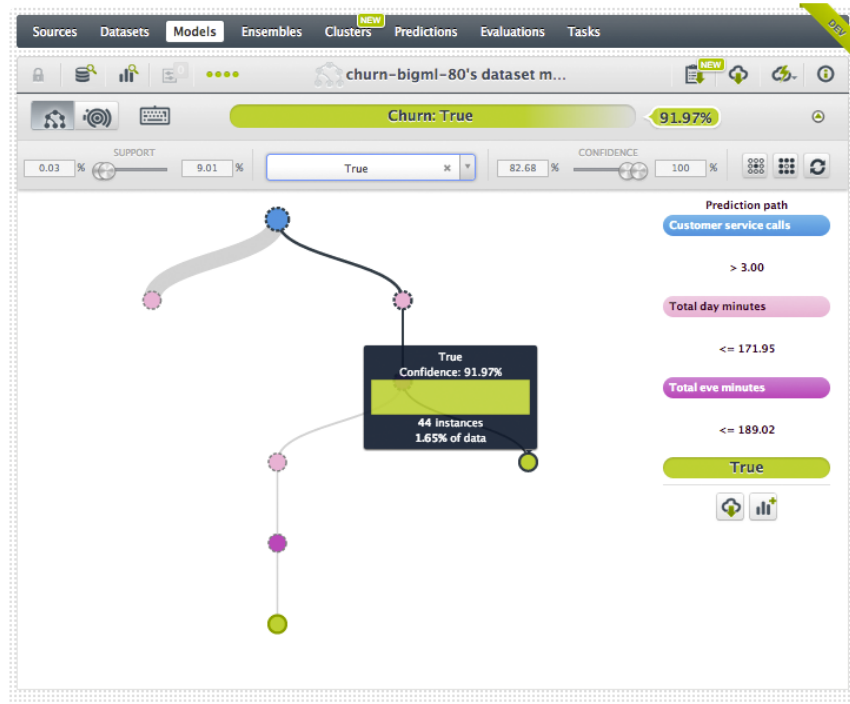 Sources Datasets Models Ensembles Clusters NEW Predictions Evaluations Tasks
DEV
churn-bigml-80's dataset m...
NEW
Churn: True
91.97%
SUPPORT
0.03 % 9.01 %
True ×
CONFIDENCE
82.68 % 100 %
Prediction path
Customer service calls
> 3.00
Total day minutes
<= 171.95
Total eve minutes
<= 189.02
True
True
Confidence: 91.97%
44 instances
1.65% of data